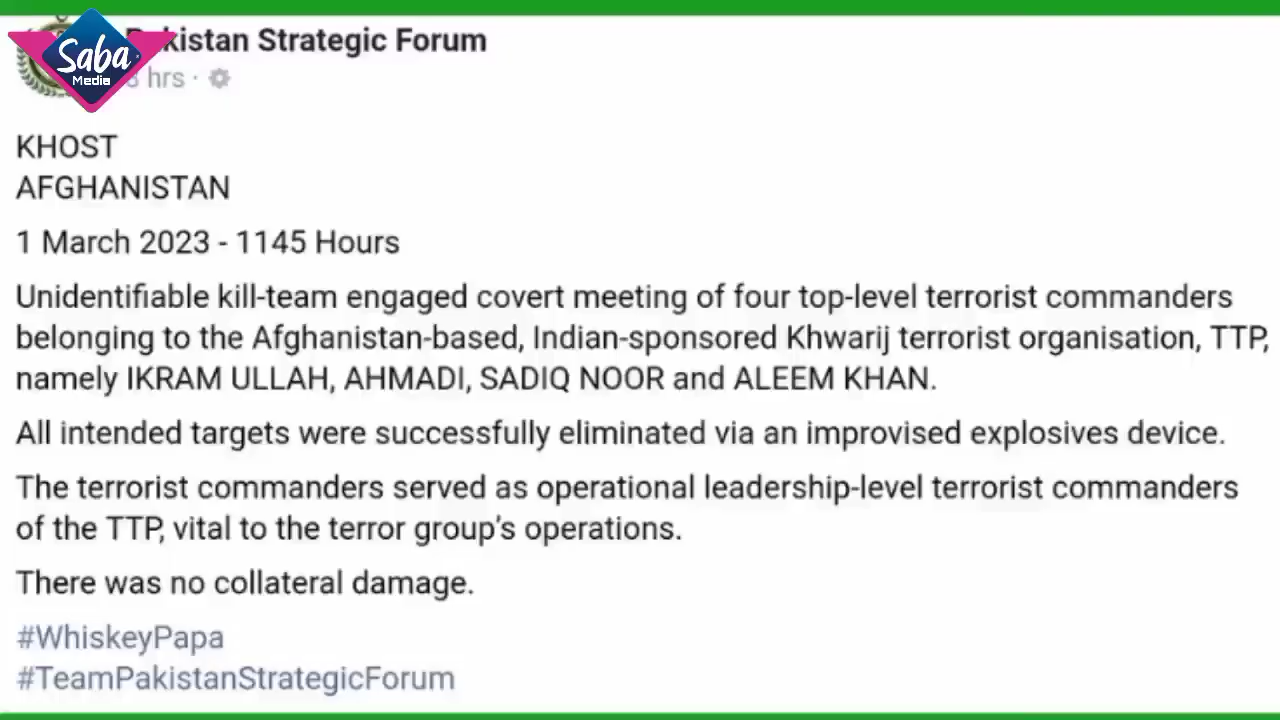 Saba
Media
kistan Strategic Forum
hrs ·
KHOST
AFGHANISTAN
1 March 2023 - 1145 Hours
Unidentifiable kill-team engaged covert meeting of four top-level terrorist commanders
belonging to the Afghanistan-based, Indian-sponsored Khwarij terrorist organisation, TTP,
namely IKRAM ULLAH, AHMADI, SADIQ NOOR and ALEEM KHAN.
All intended targets were successfully eliminated via an improvised explosives device.
The terrorist commanders served as operational leadership-level terrorist commanders
of the TTP, vital to the terror group's operations.
There was no collateral damage.
#WhiskeyPapa
#TeamPakistanStrategicForum